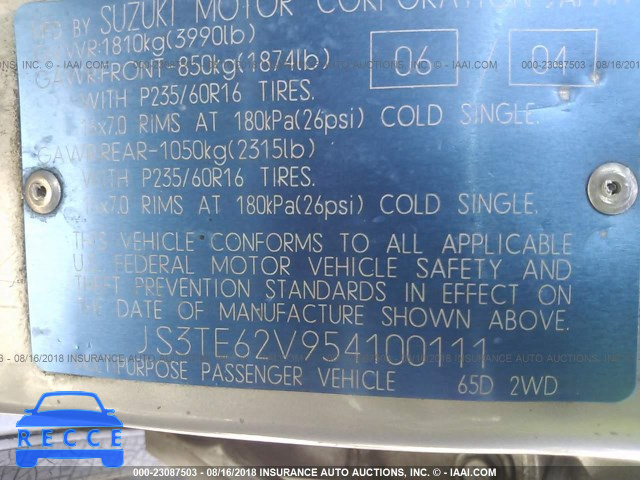 BY SUZUKI MOTOR CORPORATION JAPAN
1810kg(3990lb)
GAWR FRONT-850kg(1874lb)
06 / 04
WITH P235/60R16 TIRES.
x7.0 RIMS AT 180kPa(26psi) COLD SINGLE.
GAWR REAR-1050kg(2315lb)
WITH P235/60R16 TIRES.
x7.0 RIMS AT 180kPa(26psi) COLD SINGLE.
THIS VEHICLE CONFORMS TO ALL APPLICABLE
U.S. FEDERAL MOTOR VEHICLE SAFETY AND
THEFT PREVENTION STANDARDS IN EFFECT ON
THE DATE OF MANUFACTURE SHOWN ABOVE.
JS3TE62V954100111
PURPOSE PASSENGER VEHICLE 65D 2WD
RECCE
000-23087503 - 08/16/2018 INSURANCE AUTO AUCTIONS, INC. © - IAAI.COM